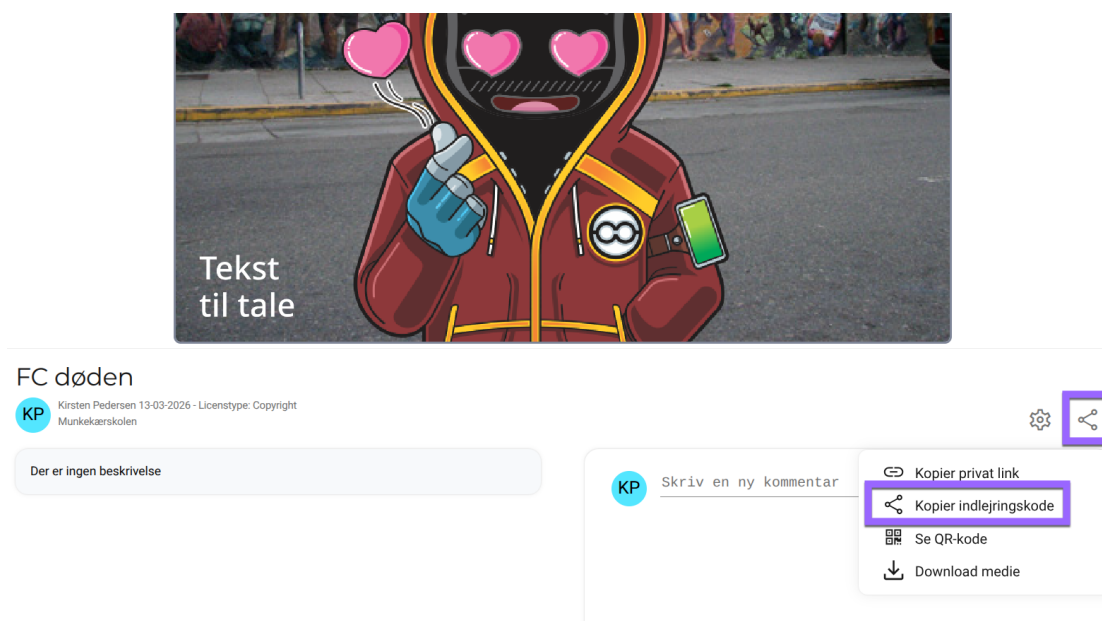 Tekst
til tale
FC døden
KP
Kirsten Pedersen 13-03-2026 - Licenstype: Copyright
Munkekærskolen
Der er ingen beskrivelse
KP
Skriv en ny kommentar
Kopier privat link
Kopier indlejringskode
Se QR-kode
Download medie